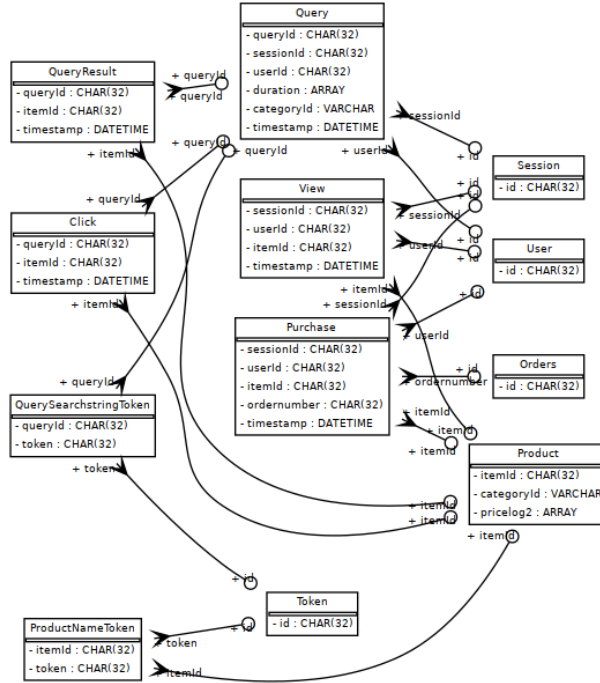 Query
- queryId : CHAR(32)
- sessionId : CHAR(32)
- userId : CHAR(32)
- duration : ARRAY
- categoryId : VARCHAR
- timestamp : DATETIME
QueryResult
- queryId : CHAR(32)
- itemId : CHAR(32)
- timestamp : DATETIME
+ queryId
+ queryId
+ sessionId
+ id
+ queryId
+ queryId
+ userId
+ itemId
Session
- id : CHAR(32)
View
- sessionId : CHAR(32)
- userId : CHAR(32)
- itemId : CHAR(32)
- timestamp : DATETIME
+ id
+ id
+ queryId
+ sessionId
Click
- queryId : CHAR(32)
- itemId : CHAR(32)
- timestamp : DATETIME
+ id
+ userId
+ id
User
- id : CHAR(32)
+ itemId
+ sessionId
+ id
+ itemId
Purchase
- sessionId : CHAR(32)
- userId : CHAR(32)
- itemId : CHAR(32)
- ordernumber : CHAR(32)
- timestamp : DATETIME
+ userId
+ id
+ ordernumber
Orders
- id : CHAR(32)
+ queryId
QuerySearchstringToken
- queryId : CHAR(32)
- token : CHAR(32)
+ itemId
+ itemId
+ itemId
+ token
Product
- itemId : CHAR(32)
- categoryId : VARCHAR
- pricelog2 : ARRAY
+ itemId
+ itemId
+ itemId
+ id
Token
- id : CHAR(32)
+ id
ProductNameToken
- itemId : CHAR(32)
- token : CHAR(32)
+ token
+ itemId